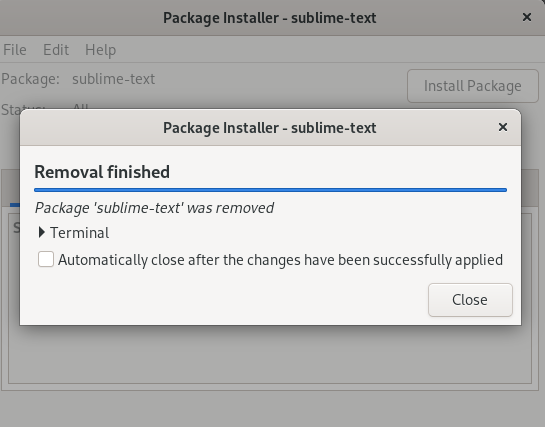 Package Installer - sublime-text
File Edit Help
Package: sublime-text
Install Package
Status: All
Package Installer - sublime-text
Removal finished
Package 'sublime-text' was removed
Terminal
Automatically close after the changes have been successfully applied
Close